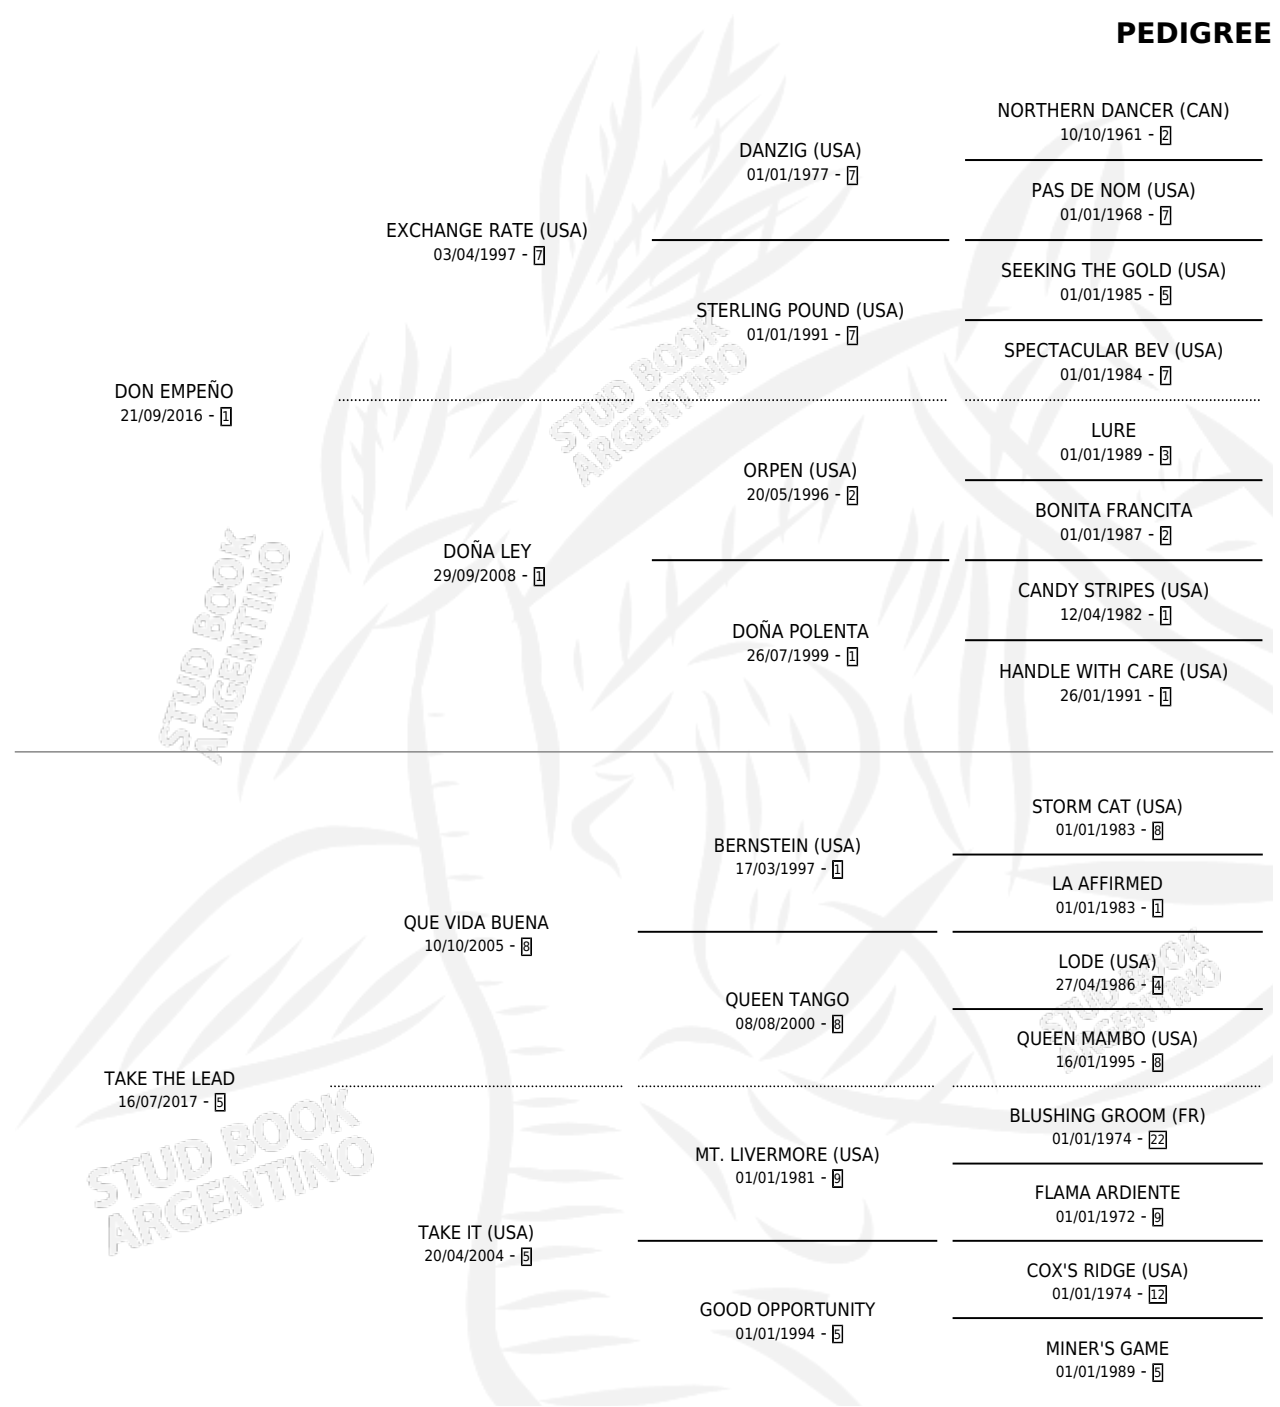 PEDIGREE
NORTHERN DANCER (CAN)
10/10/1961 - 2
DANZIG (USA)
01/01/1977 - 7
PAS DE NOM (USA)
01/01/1968 - 7
EXCHANGE RATE (USA)
03/04/1997 - 7
SEEKING THE GOLD (USA)
01/01/1985 - 5
STERLING POUND (USA)
01/01/1991 - 7
SPECTACULAR BEV (USA)
01/01/1984 - 7
DON EMPEÑO
21/09/2016 - 1
LURE
01/01/1989 - 3
ORPEN (USA)
20/05/1996 - 2
BONITA FRANCITA
01/01/1987 - 2
DOÑA LEY
29/09/2008 - 1
CANDY STRIPES (USA)
12/04/1982 - 1
DOÑA POLENTA
26/07/1999 - 1
HANDLE WITH CARE (USA)
26/01/1991 - 1
STORM CAT (USA)
01/01/1983 - 8
BERNSTEIN (USA)
17/03/1997 - 1
LA AFFIRMED
01/01/1983 - 1
QUE VIDA BUENA
10/10/2005 - 8
LODE (USA)
27/04/1986 - 4
QUEEN TANGO
08/08/2000 - 8
QUEEN MAMBO (USA)
16/01/1995 - 8
TAKE THE LEAD
16/07/2017 - 5
BLUSHING GROOM (FR)
01/01/1974 - 22
MT. LIVERMORE (USA)
01/01/1981 - 9
FLAMA ARDIENTE
01/01/1972 - 9
TAKE IT (USA)
20/04/2004 - 5
COX'S RIDGE (USA)
01/01/1974 - 12
GOOD OPPORTUNITY
01/01/1994 - 5
MINER'S GAME
01/01/1989 - 5
STUD BOOK
ARGENTINO
STUD BOOK
ARGENTINO
STUD BOOK
ARGENTINO
STUD BOOK
ARGENTINO